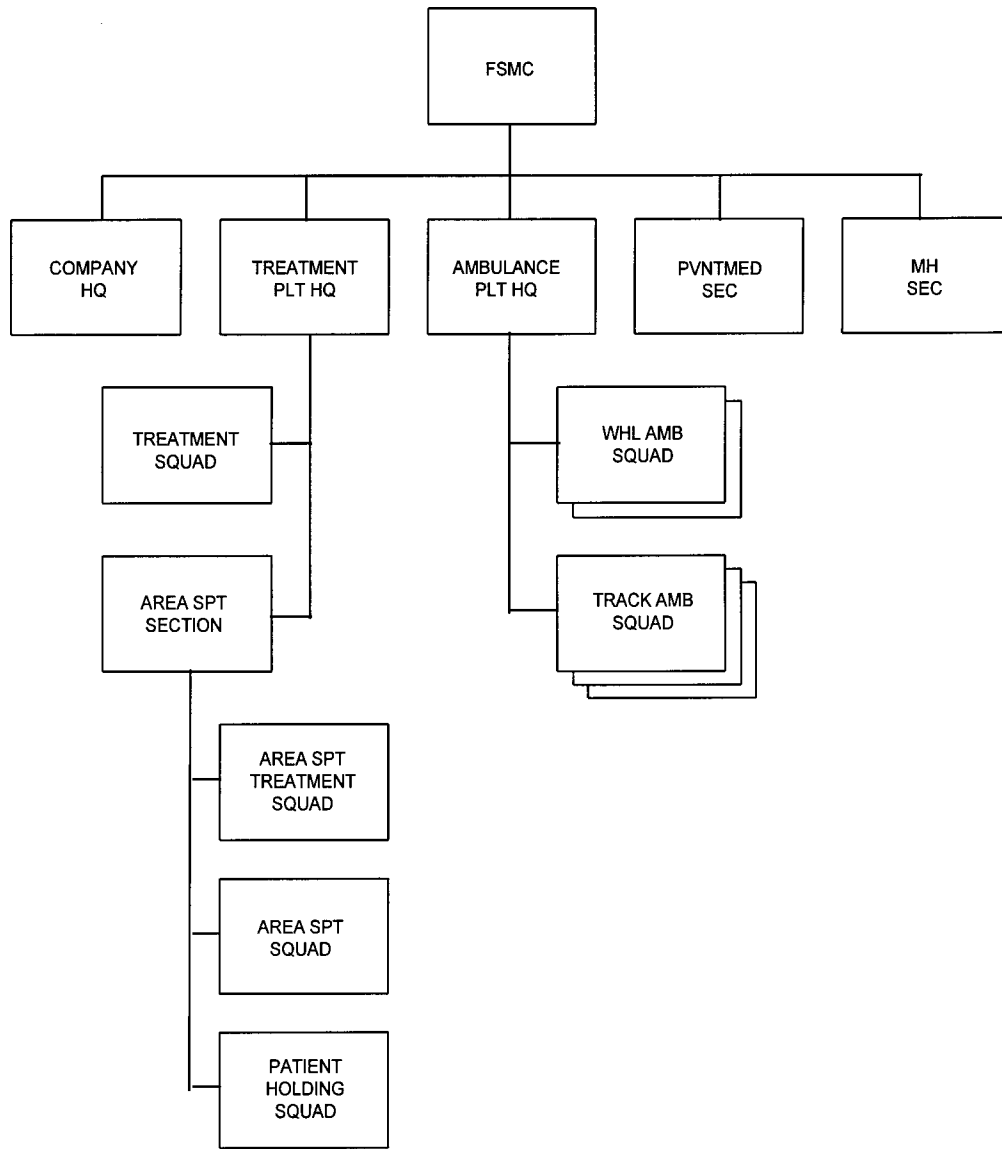 FSMC
COMPANY
HQ
TREATMENT
PLT HQ
AMBULANCE
PLT HQ
PVNTMED
SEC
MH
SEC
TREATMENT
SQUAD
WHL AMB
SQUAD
AREA SPT
SECTION
TRACK AMB
SQUAD
AREA SPT
TREATMENT
SQUAD
AREA SPT
SQUAD
PATIENT
HOLDING
SQUAD